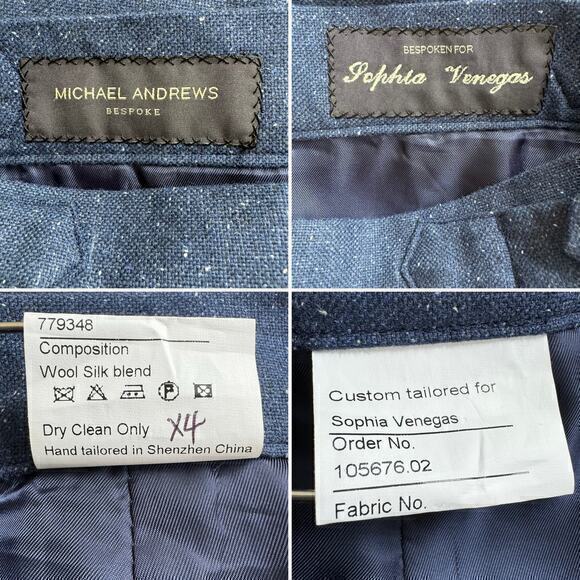 MICHAEL ANDREWS
BESPOKE
BESPOKEN FOR
Sophia Venegas
779348
Composition
Wool Silk blend
P
Dry Clean Only X4
Hand tailored in Shenzhen China
Custom tailored for
Sophia Venegas
Order No.
105676.02
Fabric No.